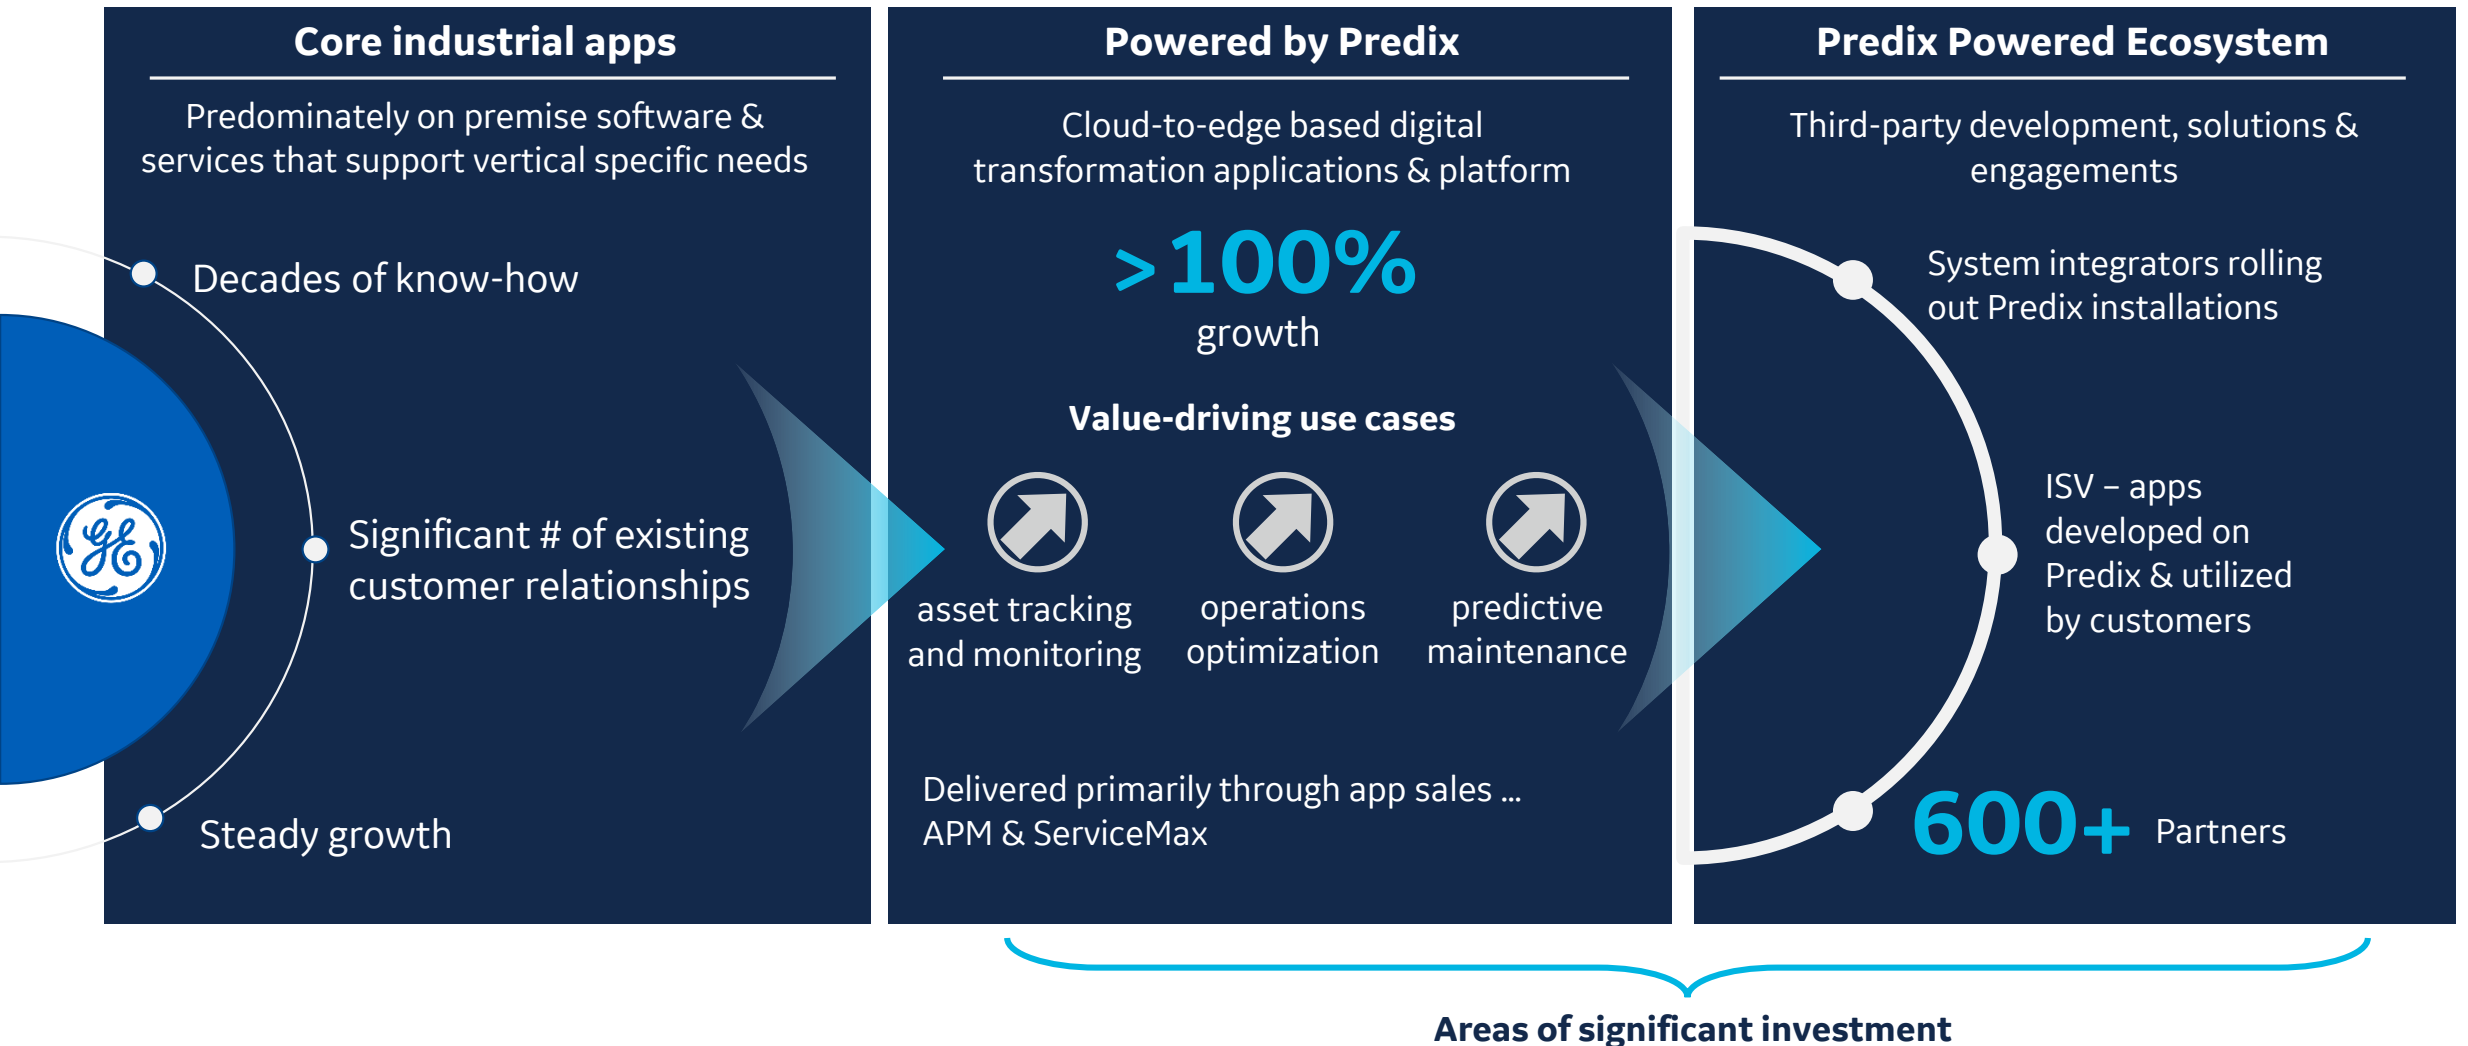 Core industrial apps
Predominately on premise software &
services that support vertical specific needs
Decades of know-how
GE
Significant # of existing
customer relationships
Steady growth
Powered by Predix
Cloud-to-edge based digital
transformation applications & platform
>100%
growth
Value-driving use cases
asset tracking
and monitoring
operations
optimization
predictive
maintenance
Delivered primarily through app sales ...
APM & ServiceMax
Predix Powered Ecosystem
Third-party development, solutions &
engagements
System integrators rolling
out Predix installations
ISV – apps
developed on
Predix & utilized
by customers
600+ Partners
Areas of significant investment